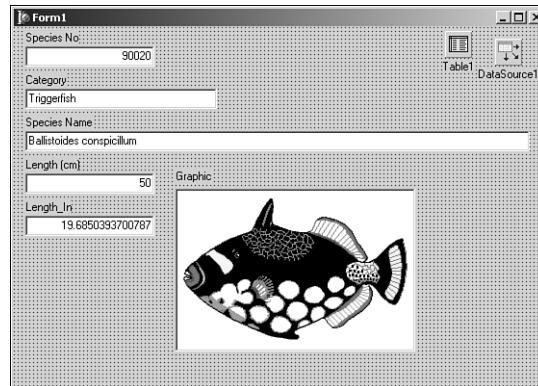 Form1
Species No
90020
Table1
DataSource1
Category
Triggerfish
Species Name
Ballistoides conspicillum
Length (cm)
50
Graphic
Length_In
19.6850393700787